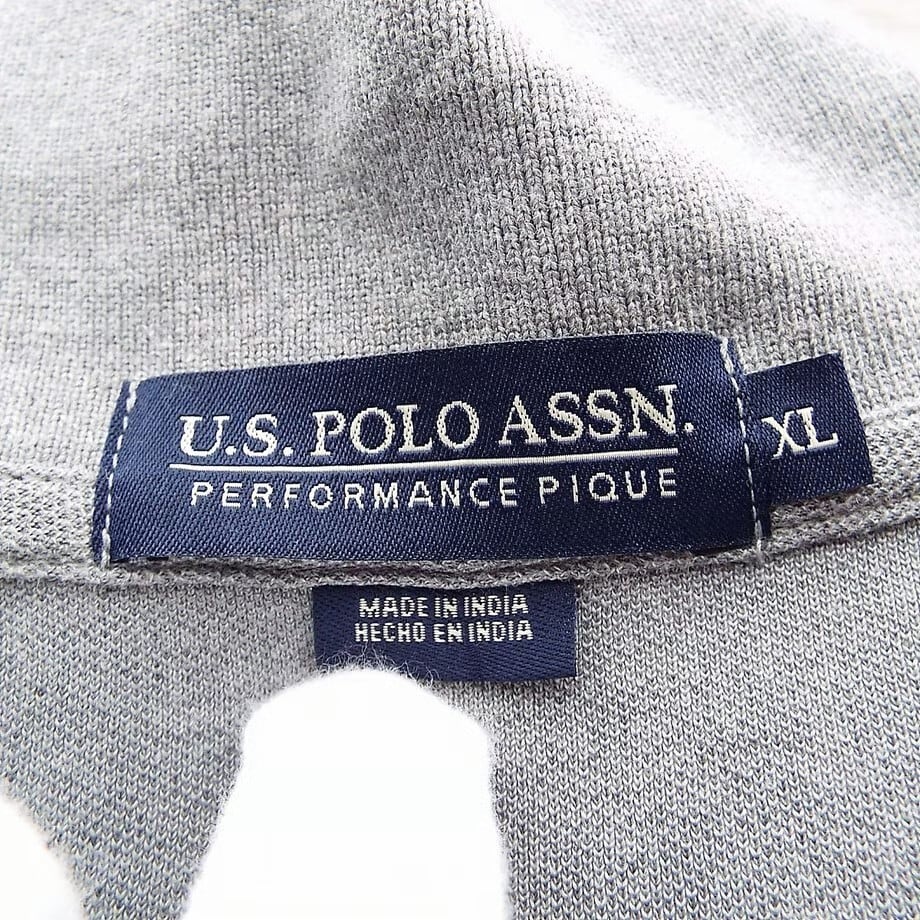 U.S. POLO ASSN.
PERFORMANCE PIQUE
XL
MADE IN INDIA
HECHO EN INDIA